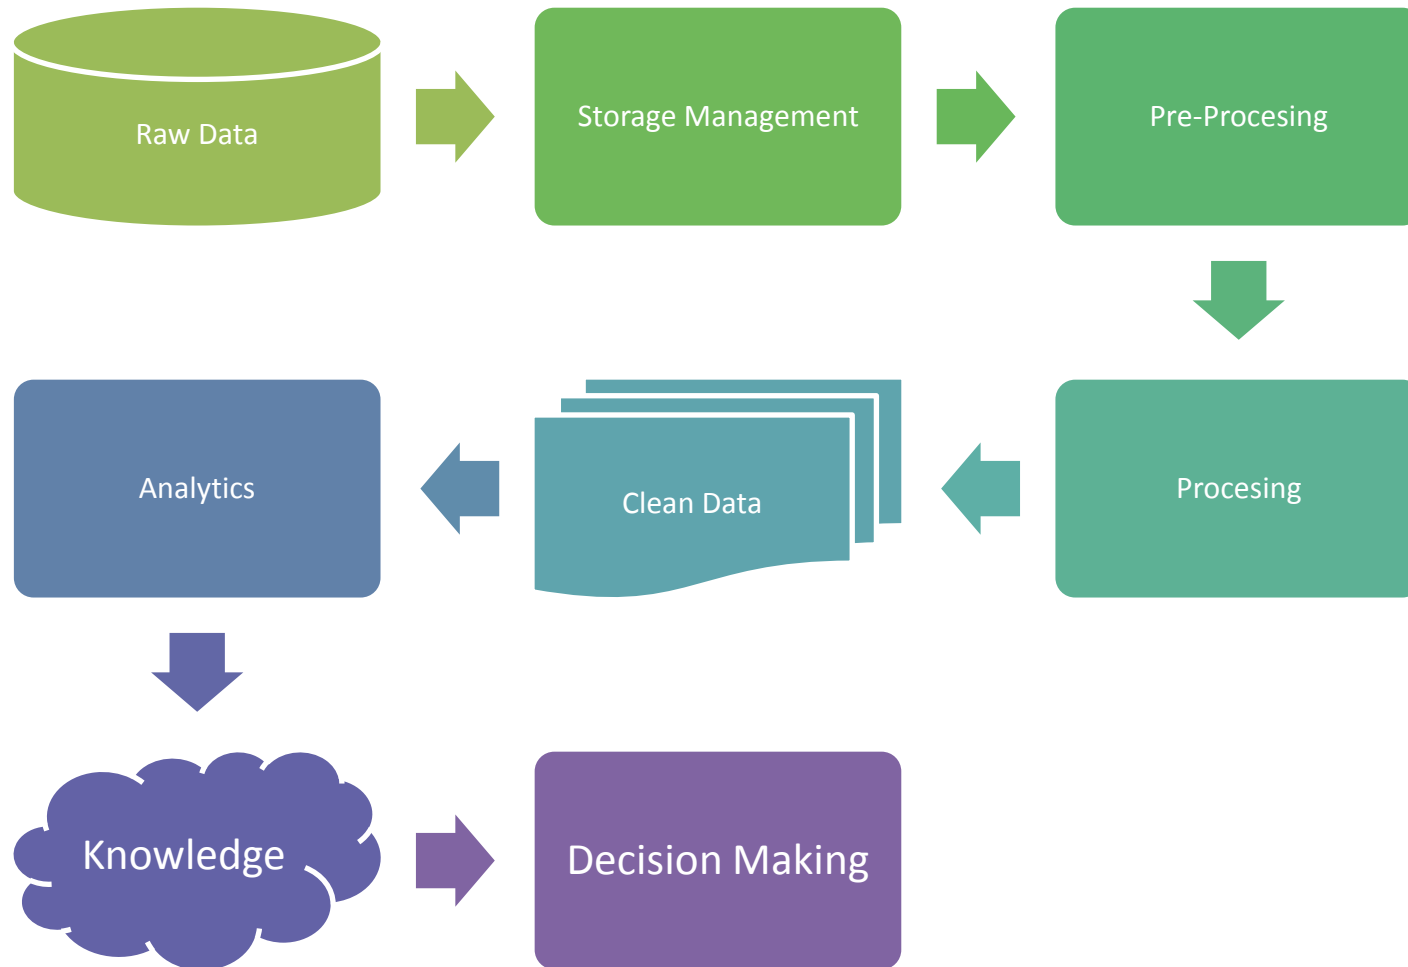 Raw Data
Storage Management
Pre-Procesing
Procesing
Clean Data
Analytics
Knowledge
Decision Making